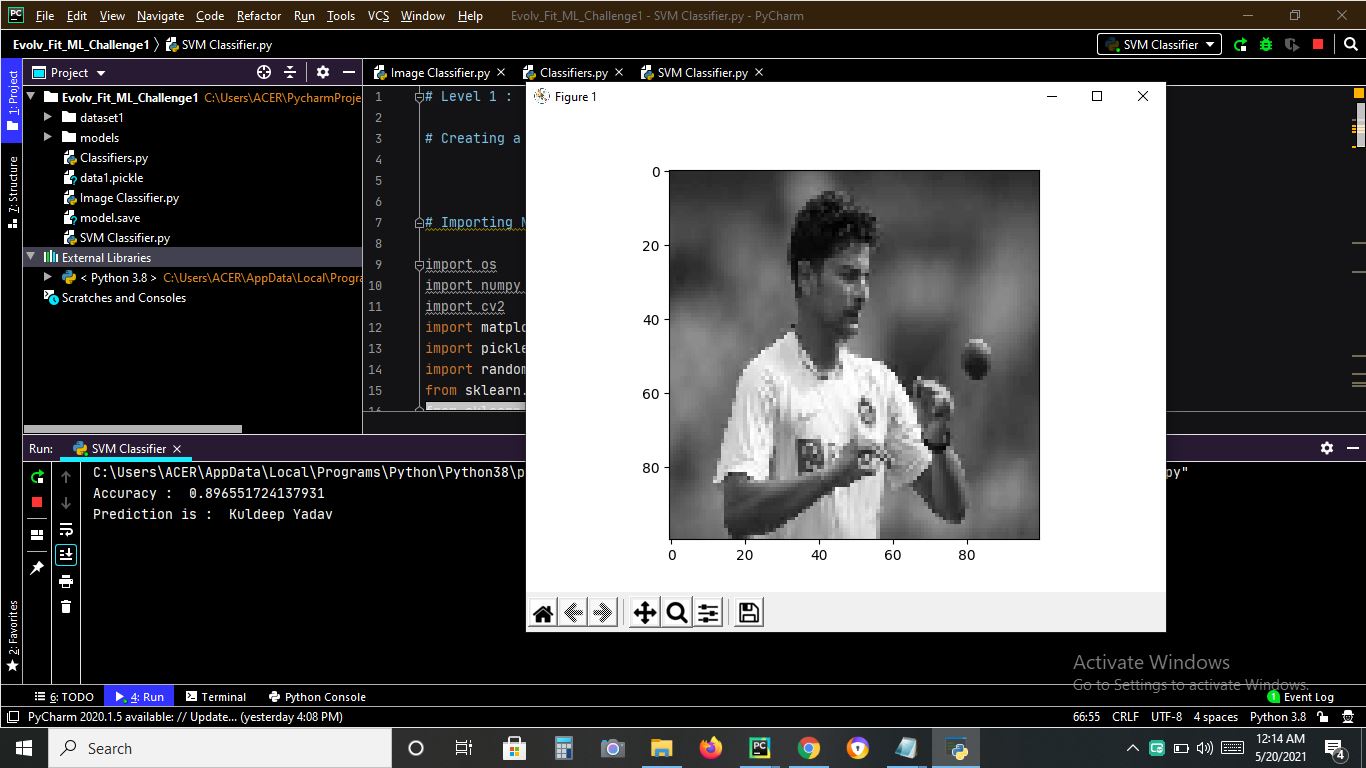 File Edit View Navigate Code Refactor Run Tools VCS Window Help Evolv_Fit_ML_Challenge1 - SVM Classifier.py - PyCharm
Evolv_Fit_ML_Challenge1 SVM Classifier.py SVM Classifier
1: Project
Project
Image Classifier.py Classifiers.py SVM Classifier.py
Evolv_Fit_ML_Challenge1 C:\Users\ACER\PycharmProje
dataset1
models
Classifiers.py
data1.pickle
Image Classifier.py
model.save
SVM Classifier.py
External Libraries
< Python 3.8 > C:\Users\ACER\AppData\Local\Progra
Scratches and Consoles
7: Structure
1 # Level 1 :
2
3 # Creating a
4
5
6
7 # Importing
8
9 import os
10 import numpy
11 import cv2
12 import matplo
13 import pickle
14 import random
15 from sklearn.
16 from sklearn
Figure 1
0
20
40
60
80
0 20 40 60 80
Run: SVM Classifier
C:\Users\ACER\AppData\Local\Programs\Python\Python38\p py"
Accuracy : 0.896551724137931
Prediction is : Kuldeep Yadav
2: Favorites
Activate Windows
Go to Settings to activate Windows.
6: TODO 4: Run Terminal Python Console 1 Event Log
PyCharm 2020.1.5 available: // Update... (yesterday 4:08 PM) 66:55 CRLF UTF-8 4 spaces Python 3.8
Search
12:14 AM
5/20/2021
4